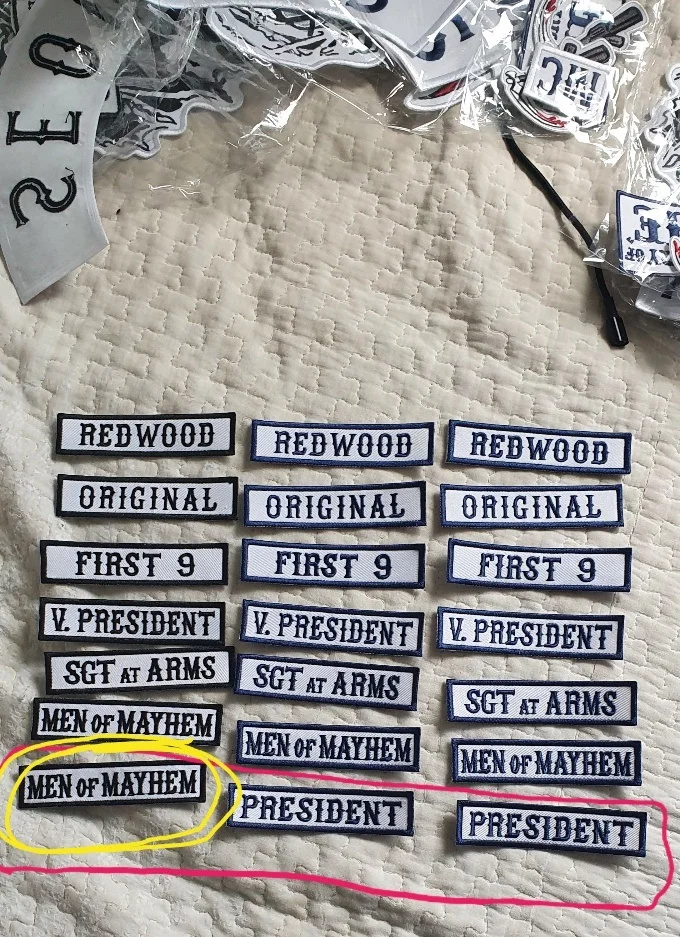 MC
REDWOOD REDWOOD REDWOOD
ORIGINAL ORIGINAL ORIGINAL
FIRST 9 FIRST 9 FIRST 9
V. PRESIDENT V. PRESIDENT V. PRESIDENT
SGT AT ARMS SGT AT ARMS SGT AT ARMS
MEN OF MAYHEM MEN OF MAYHEM MEN OF MAYHEM
MEN OF MAYHEM PRESIDENT PRESIDENT